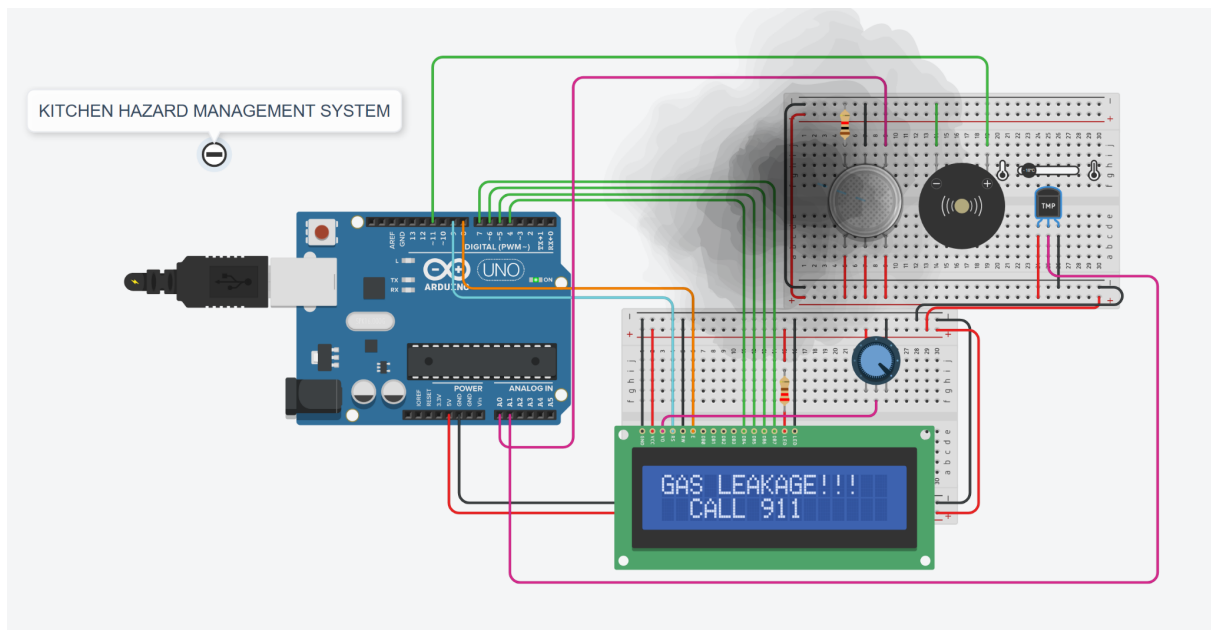 KITCHEN HAZARD MANAGEMENT SYSTEM
AREF
GND
13
12
~11
~10
~9
8
7
~6
~5
4
~3
2
TX→1
RX←0
DIGITAL (PWM~)
L
TX
RX
ARDUINO
UNO
ON
POWER
ANALOG IN
IOREF
RESET
3.3V
5V
GND
GND
Vin
A0
A1
A2
A3
A4
A5
TMP
GAS LEAKAGE!!!
CALL 911